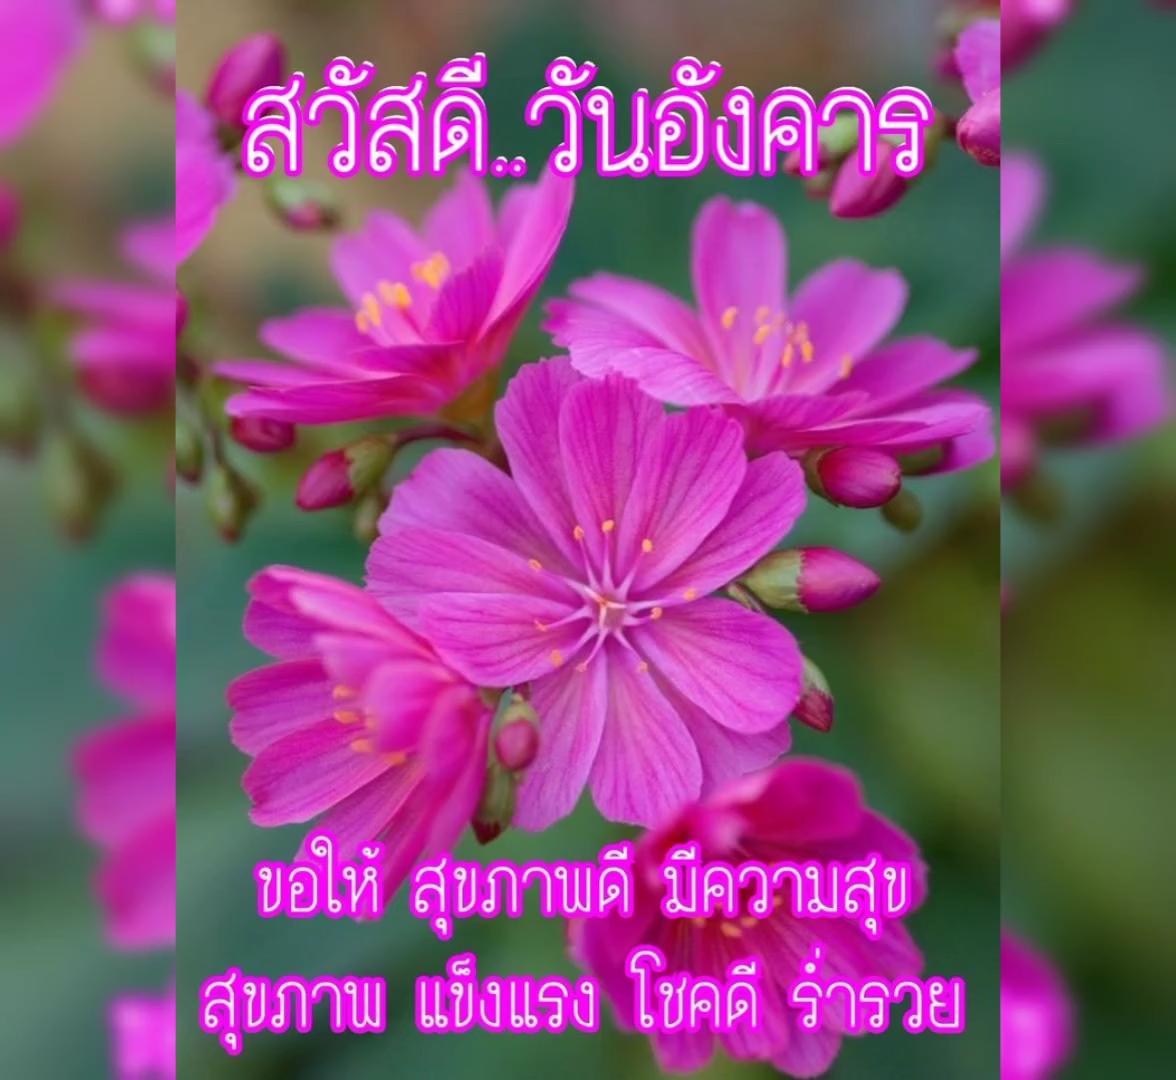 สวัสดี..วันอังคาร
ขอให้ สุขภาพดี มีความสุข
สุขภาพ แข็งแรง โชคดี ร่ำรวย